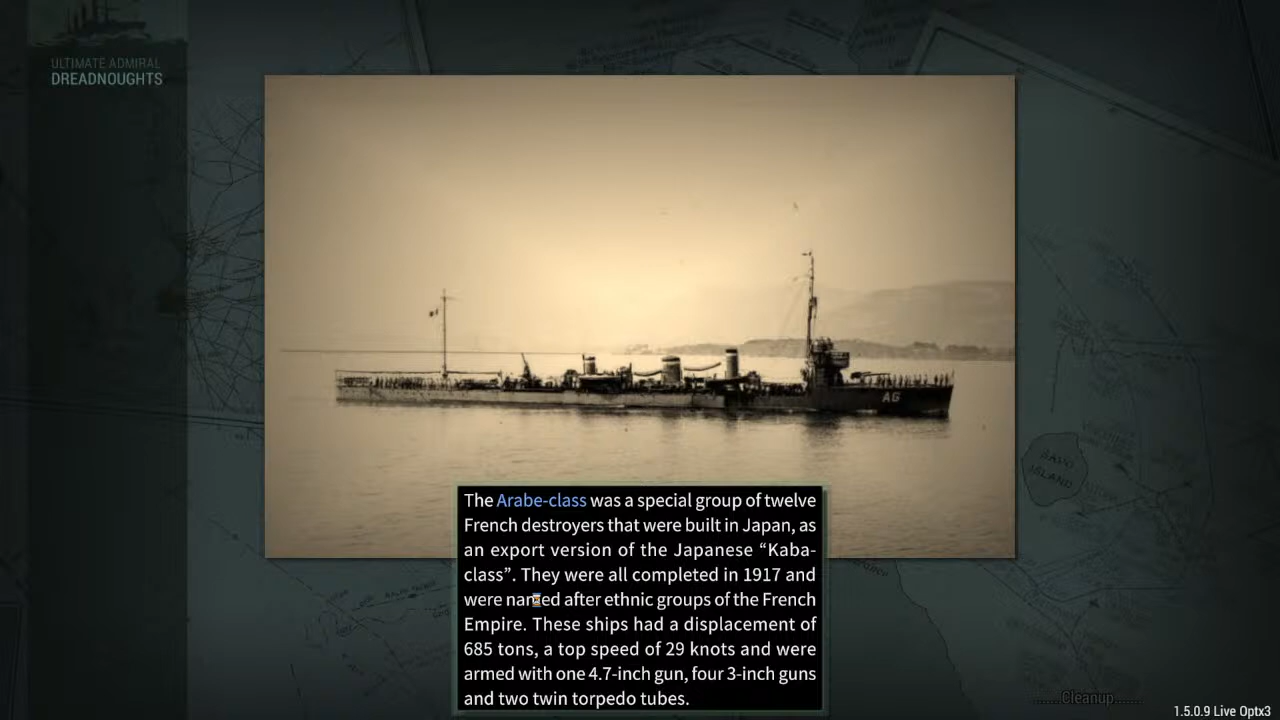 ULTIMATE ADMIRAL
DREADNOUGHTS
AG
The Arabe-class was a special group of twelve
French destroyers that were built in Japan, as
an export version of the Japanese “Kaba-
class”. They were all completed in 1917 and
were named after ethnic groups of the French
Empire. These ships had a displacement of
685 tons, a top speed of 29 knots and were
armed with one 4.7-inch gun, four 3-inch guns
and two twin torpedo tubes.
SAVO
ISLAND
.......Cleanup.......
1.5.0.9 Live Optx3